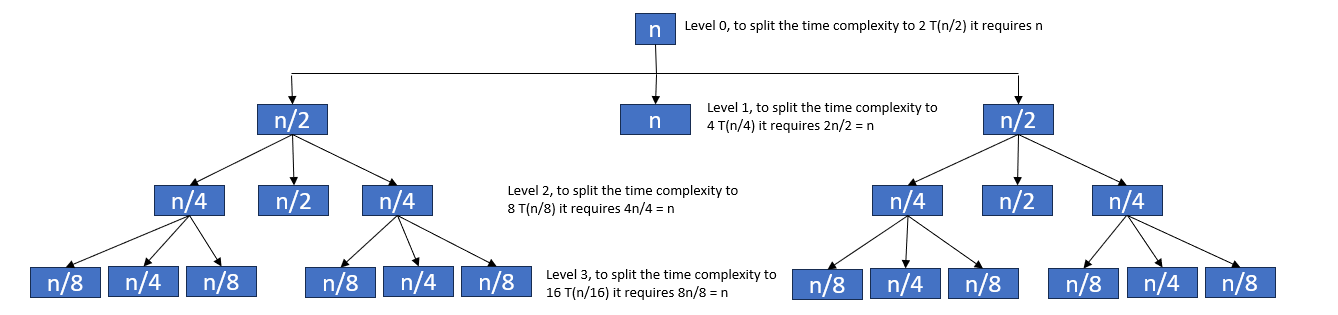 n
Level 0, to split the time complexity to 2 T(n/2) it requires n
n/2
n
Level 1, to split the time complexity to
4 T(n/4) it requires 2n/2 = n
n/2
n/4
n/2
n/4
Level 2, to split the time complexity to
8 T(n/8) it requires 4n/4 = n
n/4
n/2
n/4
n/8
n/4
n/8
n/8
n/4
n/8
Level 3, to split the time complexity to
16 T(n/16) it requires 8n/8 = n
n/8
n/4
n/8
n/8
n/4
n/8